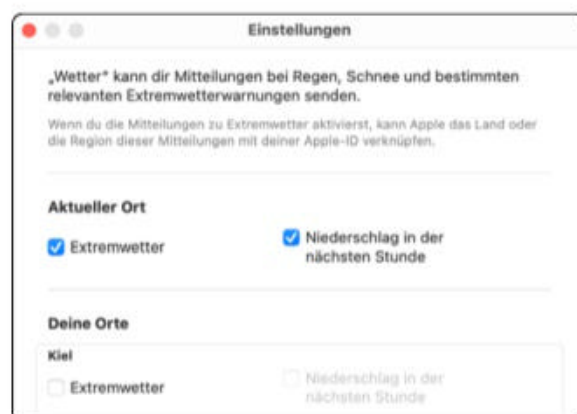 Einstellungen
„Wetter“ kann dir Mitteilungen bei Regen, Schnee und bestimmten
relevanten Extremwetterwarnungen senden.
Wenn du die Mitteilungen zu Extremwetter aktivierst, kann Apple das Land oder
die Region dieser Mitteilungen mit deiner Apple-ID verknüpfen.
Aktueller Ort
Extremwetter
Niederschlag in der
nächsten Stunde
Deine Orte
Kiel
Extremwetter
Niederschlag in der
nächsten Stunde